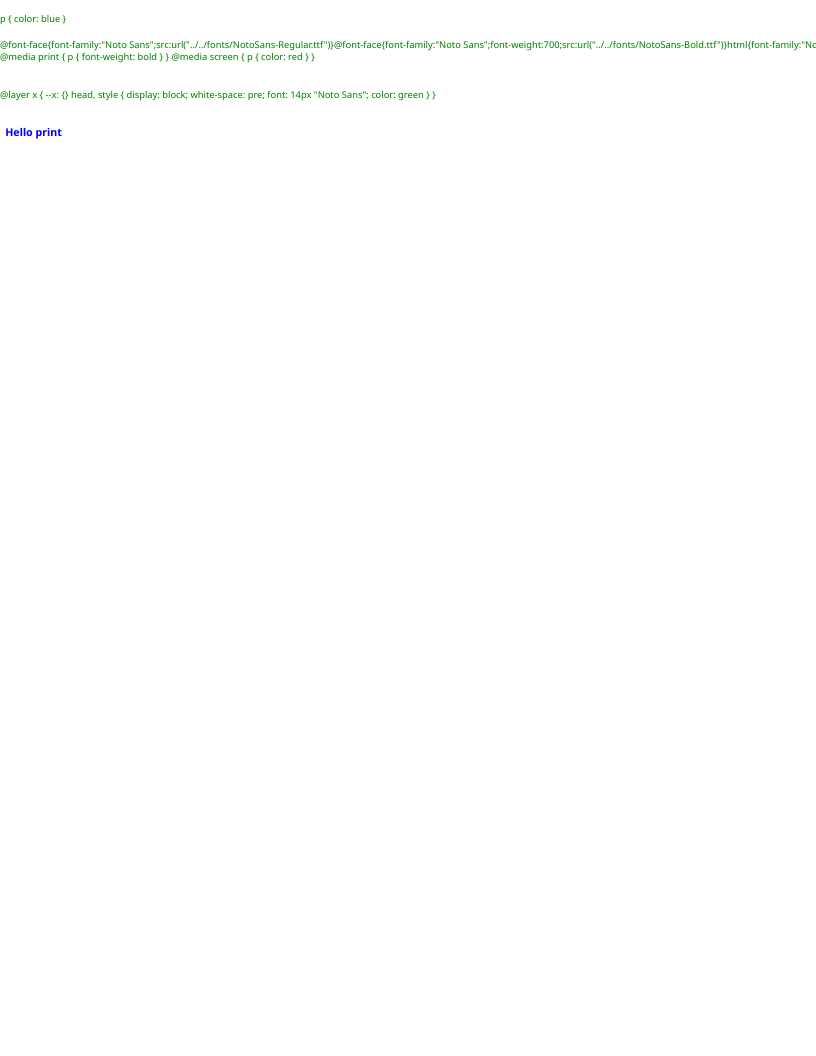 p { color: blue }
@font-face{font-family:"Noto Sans";src:url("../../fonts/NotoSans-Regular.ttf")}@font-face{font-family:"Noto Sans";font-weight:700;src:url("../../fonts/NotoSans-Bold.ttf")}html{font-family:"No
@media print { p { font-weight: bold } } @media screen { p { color: red } }
@layer x { --x: {} head, style { display: block; white-space: pre; font: 14px "Noto Sans"; color: green } }
Hello print